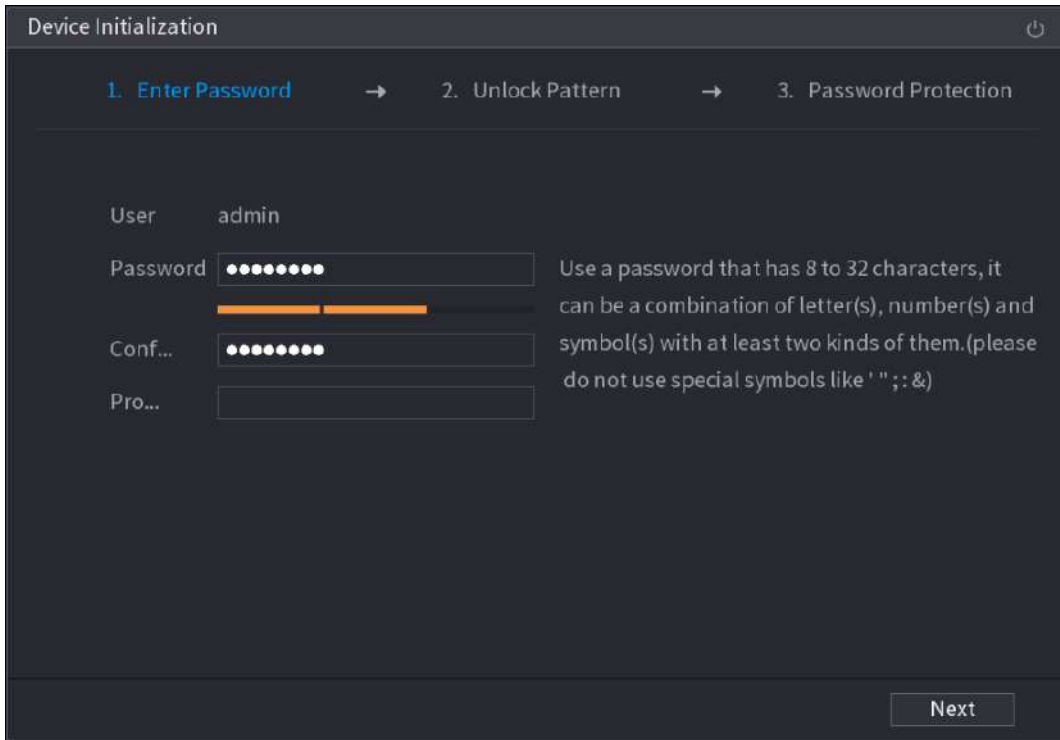 Device Initialization
1. Enter Password → 2. Unlock Pattern → 3. Password Protection
User admin
Password ●●●●●●●●
Use a password that has 8 to 32 characters, it
can be a combination of letter(s), number(s) and
Conf... ●●●●●●●●
symbol(s) with at least two kinds of them.(please
do not use special symbols like ' " ; : &)
Pro...
Next